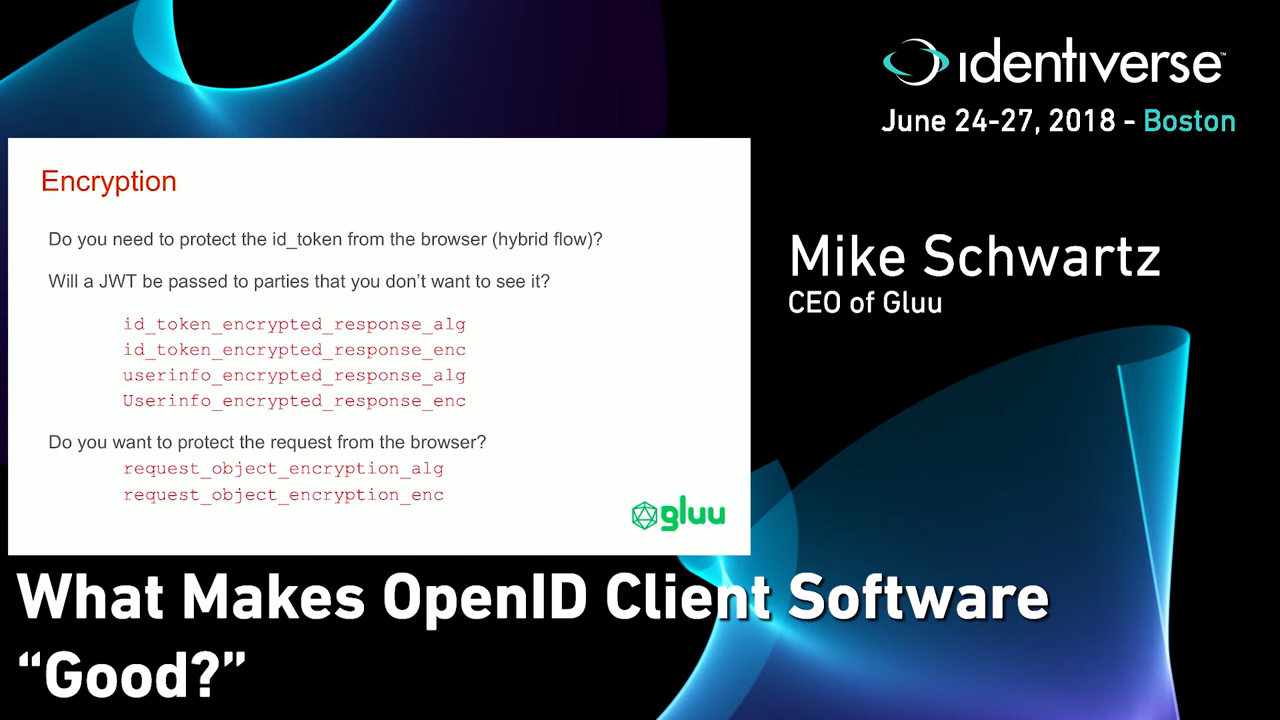 identiverse™
June 24-27, 2018 - Boston
Encryption
Do you need to protect the id_token from the browser (hybrid flow)?
Will a JWT be passed to parties that you don't want to see it?
id_token_encrypted_response_alg
id_token_encrypted_response_enc
userinfo_encrypted_response_alg
Userinfo_encrypted_response_enc
Do you want to protect the request from the browser?
request_object_encryption_alg
request_object_encryption_enc
gluu
Mike Schwartz
CEO of Gluu
What Makes OpenID Client Software
“Good?”